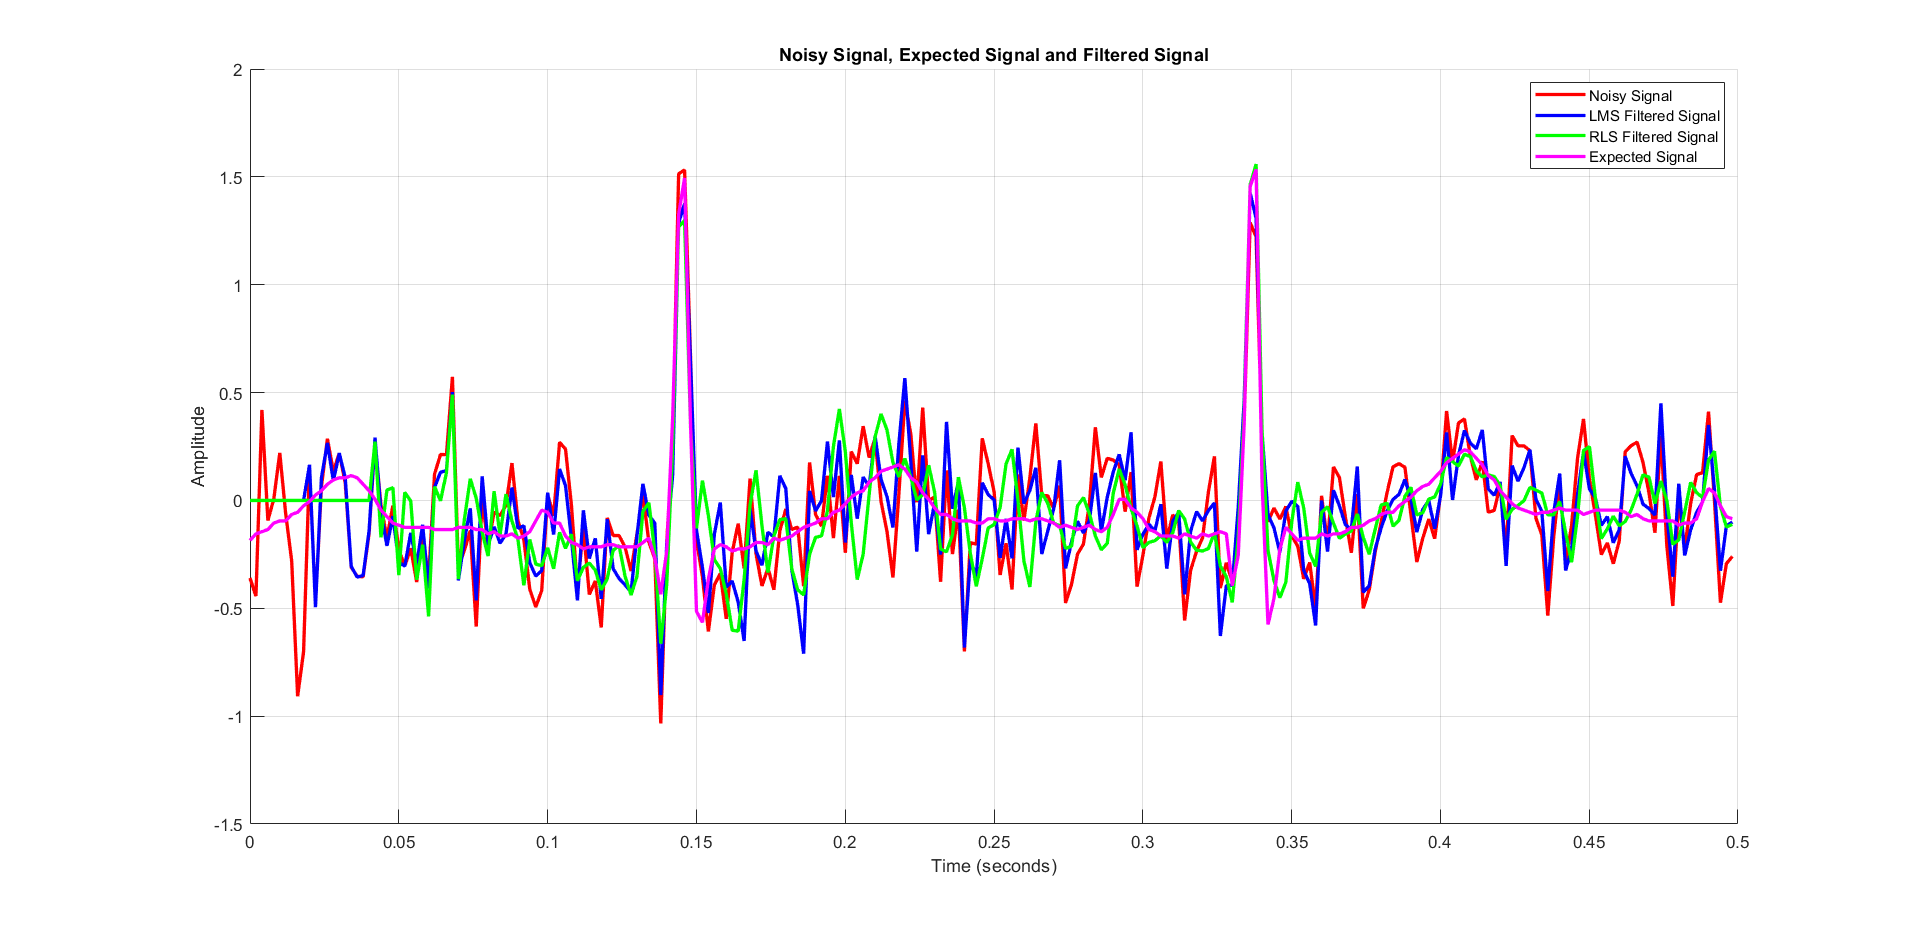 Noisy Signal, Expected Signal and Filtered Signal
Noisy Signal
LMS Filtered Signal
RLS Filtered Signal
Expected Signal
Amplitude
2
1.5
1
0.5
0
-0.5
-1
-1.5
0 0.05 0.1 0.15 0.2 0.25 0.3 0.35 0.4 0.45 0.5
Time (seconds)